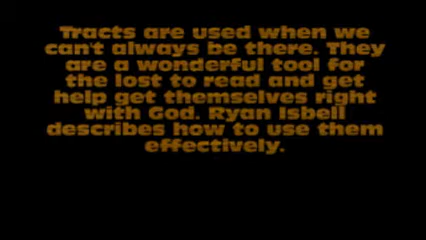 Tracts are used when we
can't always be there. They
are a wonderful tool for
the lost to read and get
help get themselves right
with God. Ryan Isbell
describes how to use them
effectively.